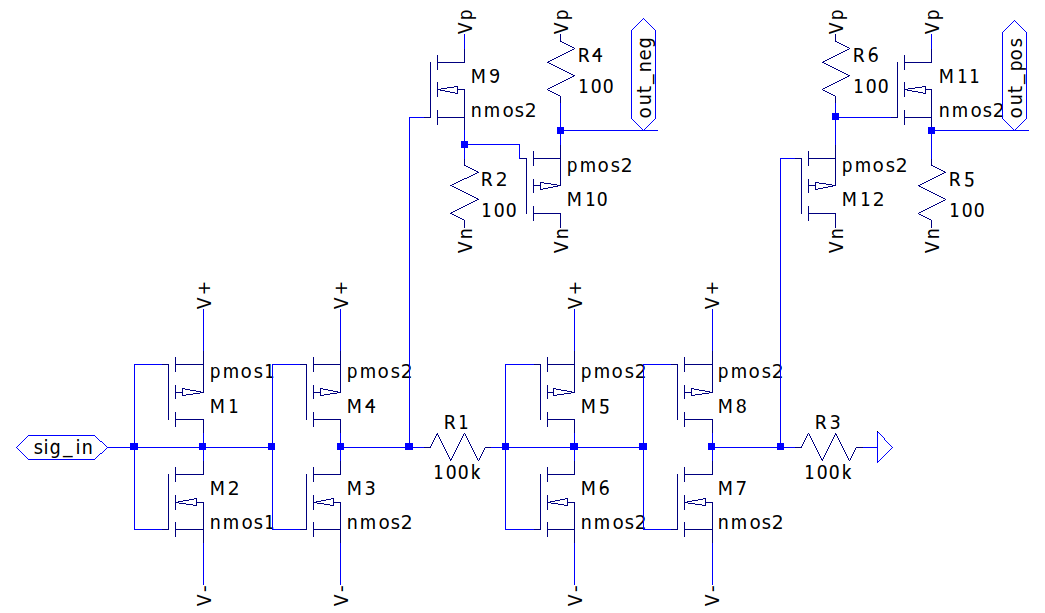 Vp
Vp
out_neg
Vp
Vp
out_pos
R4
R6
M9
100
100
M11
nmos2
nmos2
pmos2
pmos2
R2
M10
M12
R5
100
100
Vn
Vn
Vn
Vn
V+
V+
V+
V+
pmos1
pmos2
pmos2
pmos2
M1
M4
M5
M8
R1
R3
sig_in
100k
100k
M2
M3
M6
M7
nmos1
nmos2
nmos2
nmos2
V-
V-
V-
V-